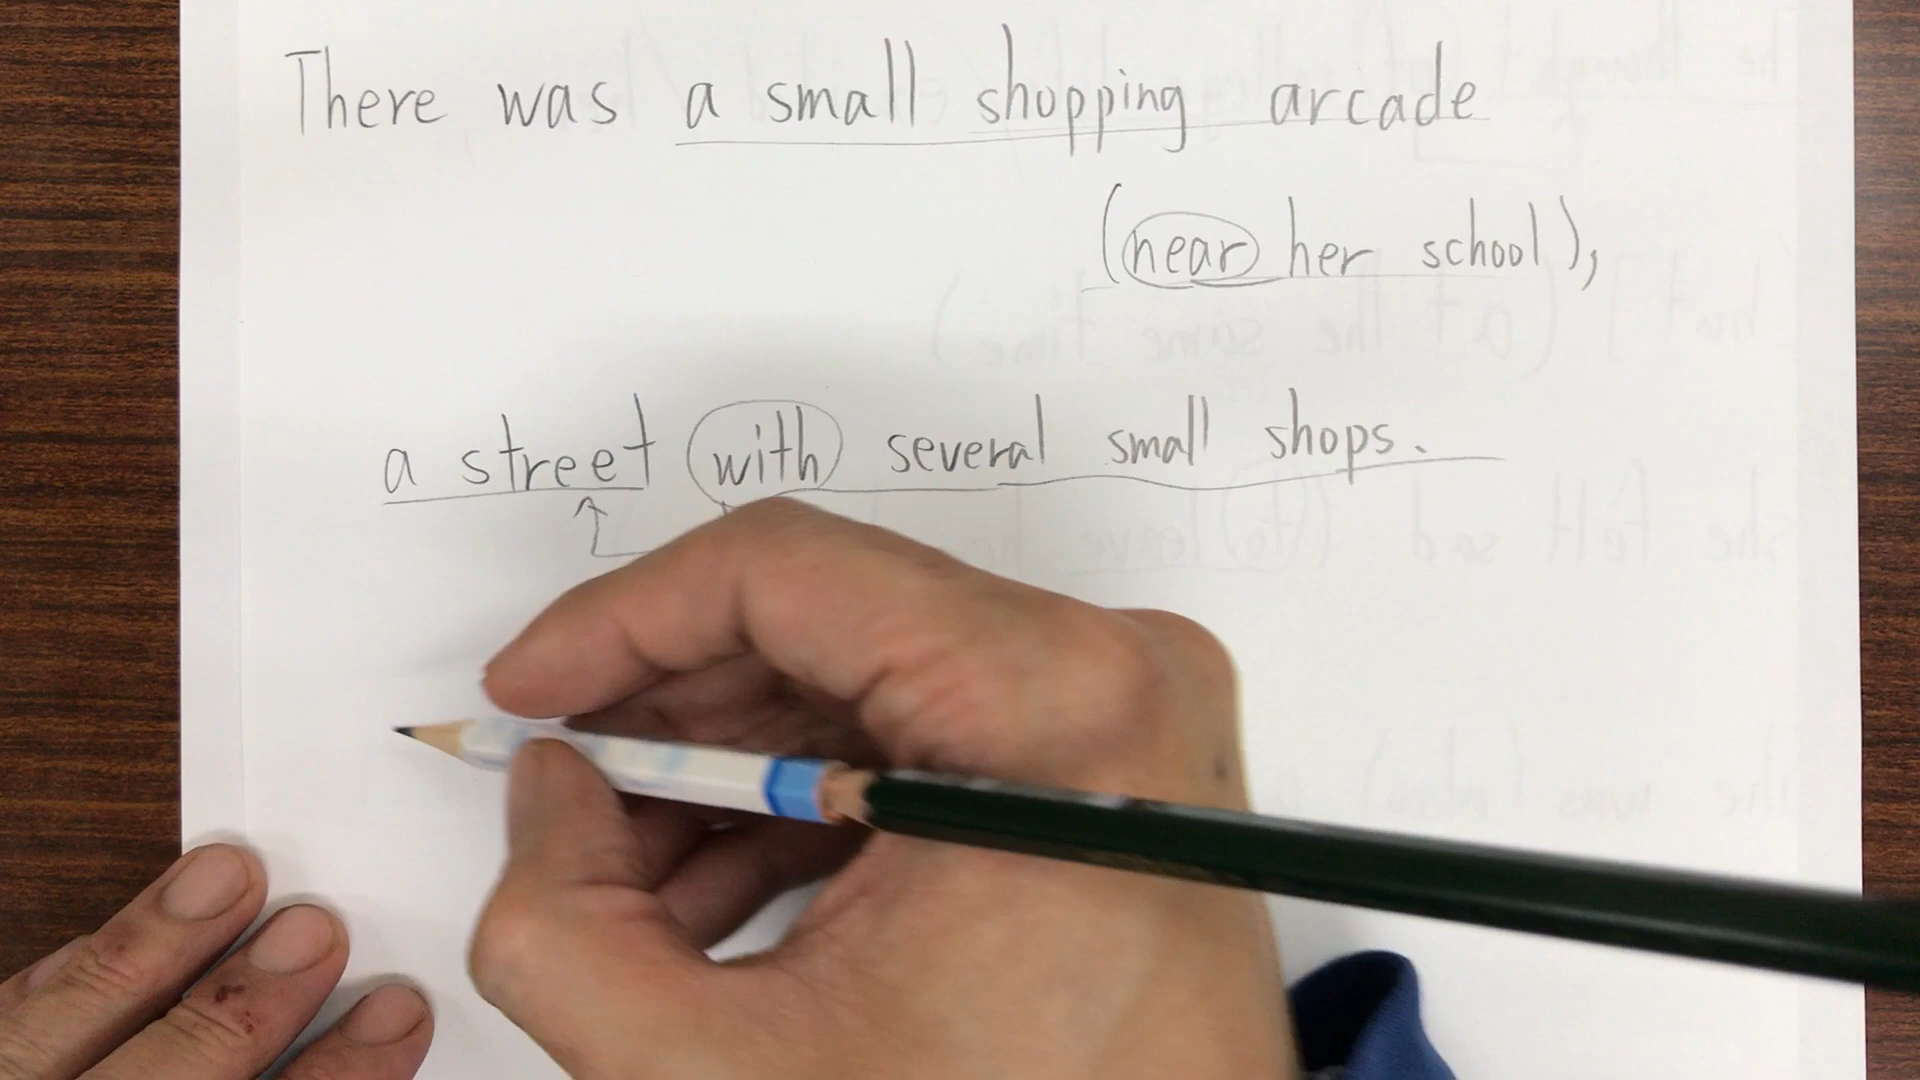 There was a small shopping arcade
(near her school),
a street with several small shops.